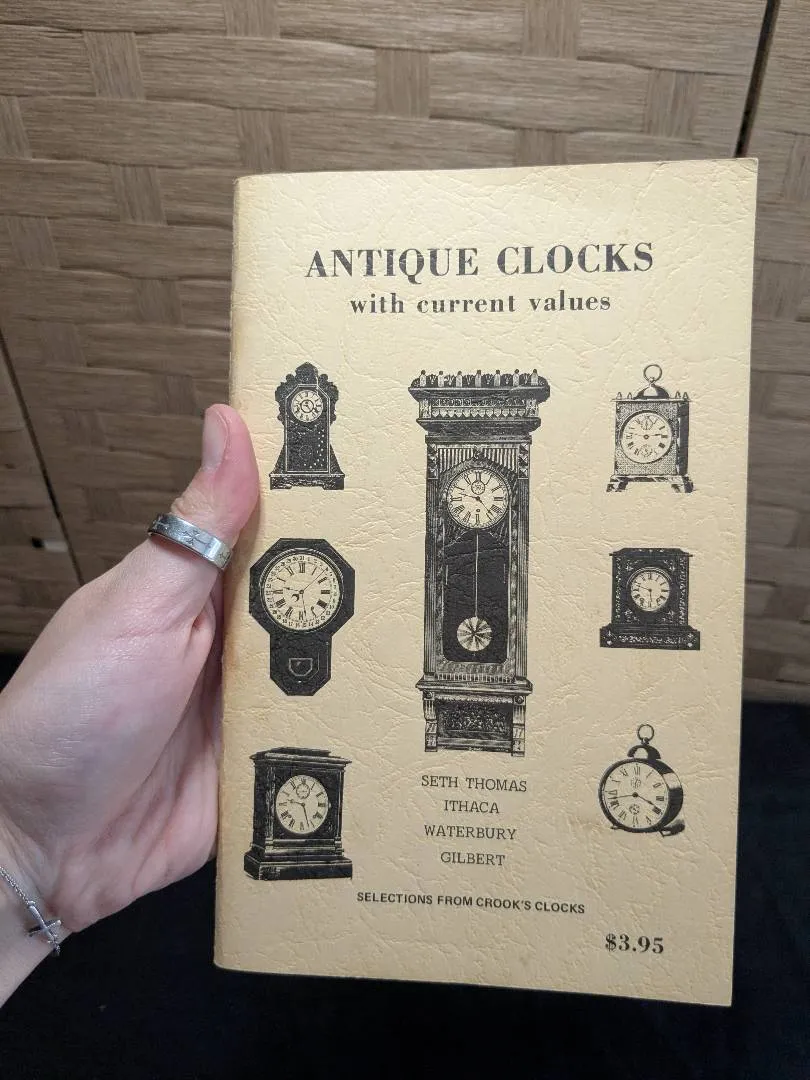 ANTIQUE CLOCKS
with current values
SETH THOMAS
ITHACA
WATERBURY
GILBERT
SELECTIONS FROM CROOK'S CLOCKS
$3.95